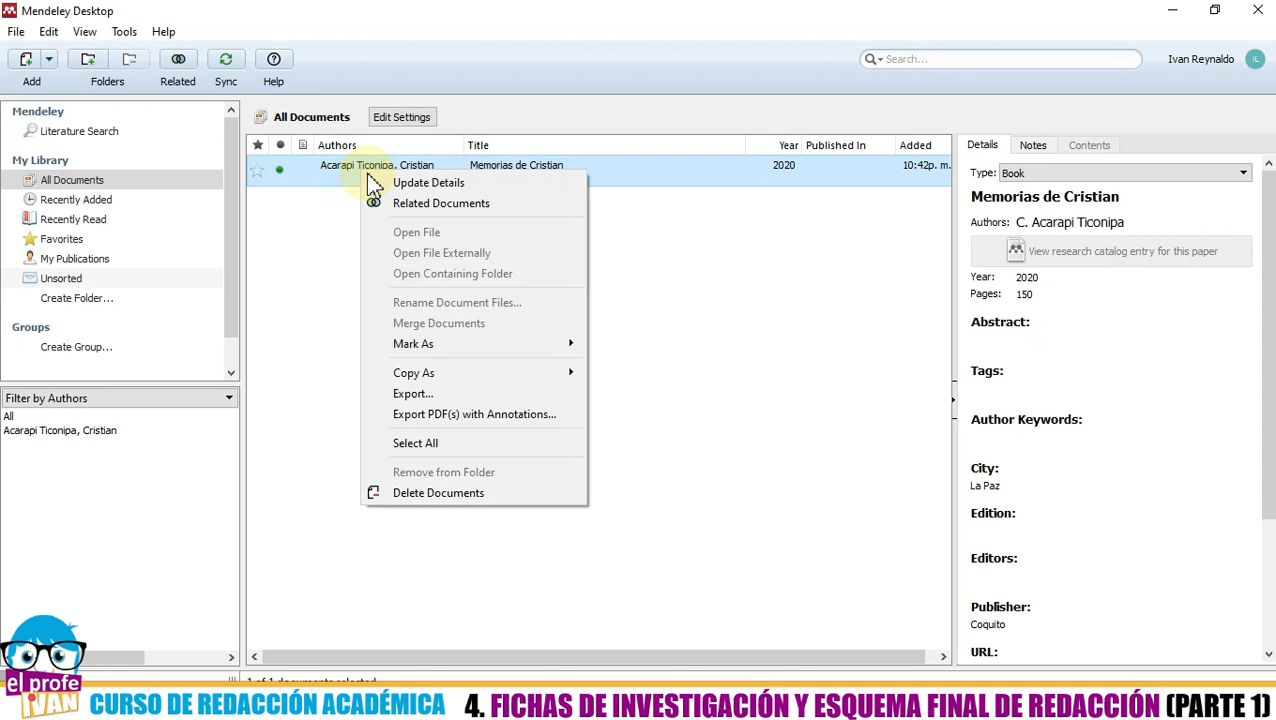 Mendeley Desktop
File Edit View Tools Help
Search...
Ivan Reynaldo IL
Add Folders Related Sync Help
Mendeley
Literature Search
My Library
All Documents
Recently Added
Recently Read
Favorites
My Publications
Unsorted
Create Folder...
Groups
Create Group...
Filter by Authors
All
Acarapi Ticonipa, Cristian
All Documents Edit Settings
Authors Title Year Published In Added
Acarapi Ticonipa, Cristian Memorias de Cristian 2020 10:42p. m.
Update Details
Related Documents
Open File
Open File Externally
Open Containing Folder
Rename Document Files...
Merge Documents
Mark As
Copy As
Export...
Export PDF(s) with Annotations...
Select All
Remove from Folder
Delete Documents
Details Notes Contents
Type: Book
Memorias de Cristian
Authors: C. Acarapi Ticonipa
View research catalog entry for this paper
Year: 2020
Pages: 150
Abstract:
Tags:
Author Keywords:
City:
La Paz
Edition:
Editors:
Publisher:
Coquito
URL:
1 of 1 documents selected
el profe
IVAN
CURSO DE REDACCIÓN ACADÉMICA 4. FICHAS DE INVESTIGACIÓN Y ESQUEMA FINAL DE REDACCIÓN (PARTE 1)